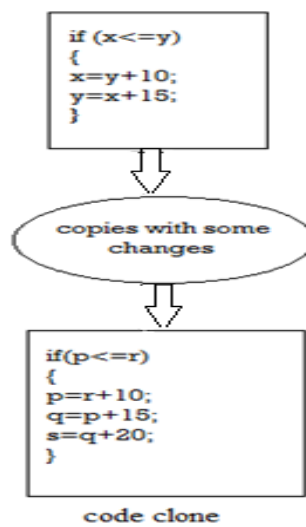 if (x<=y)
{
x=y+10;
y=x+15;
}
copies with some
changes
if(p<=r)
{
p=r+10;
q=p+15;
s=q+20;
}
code clone